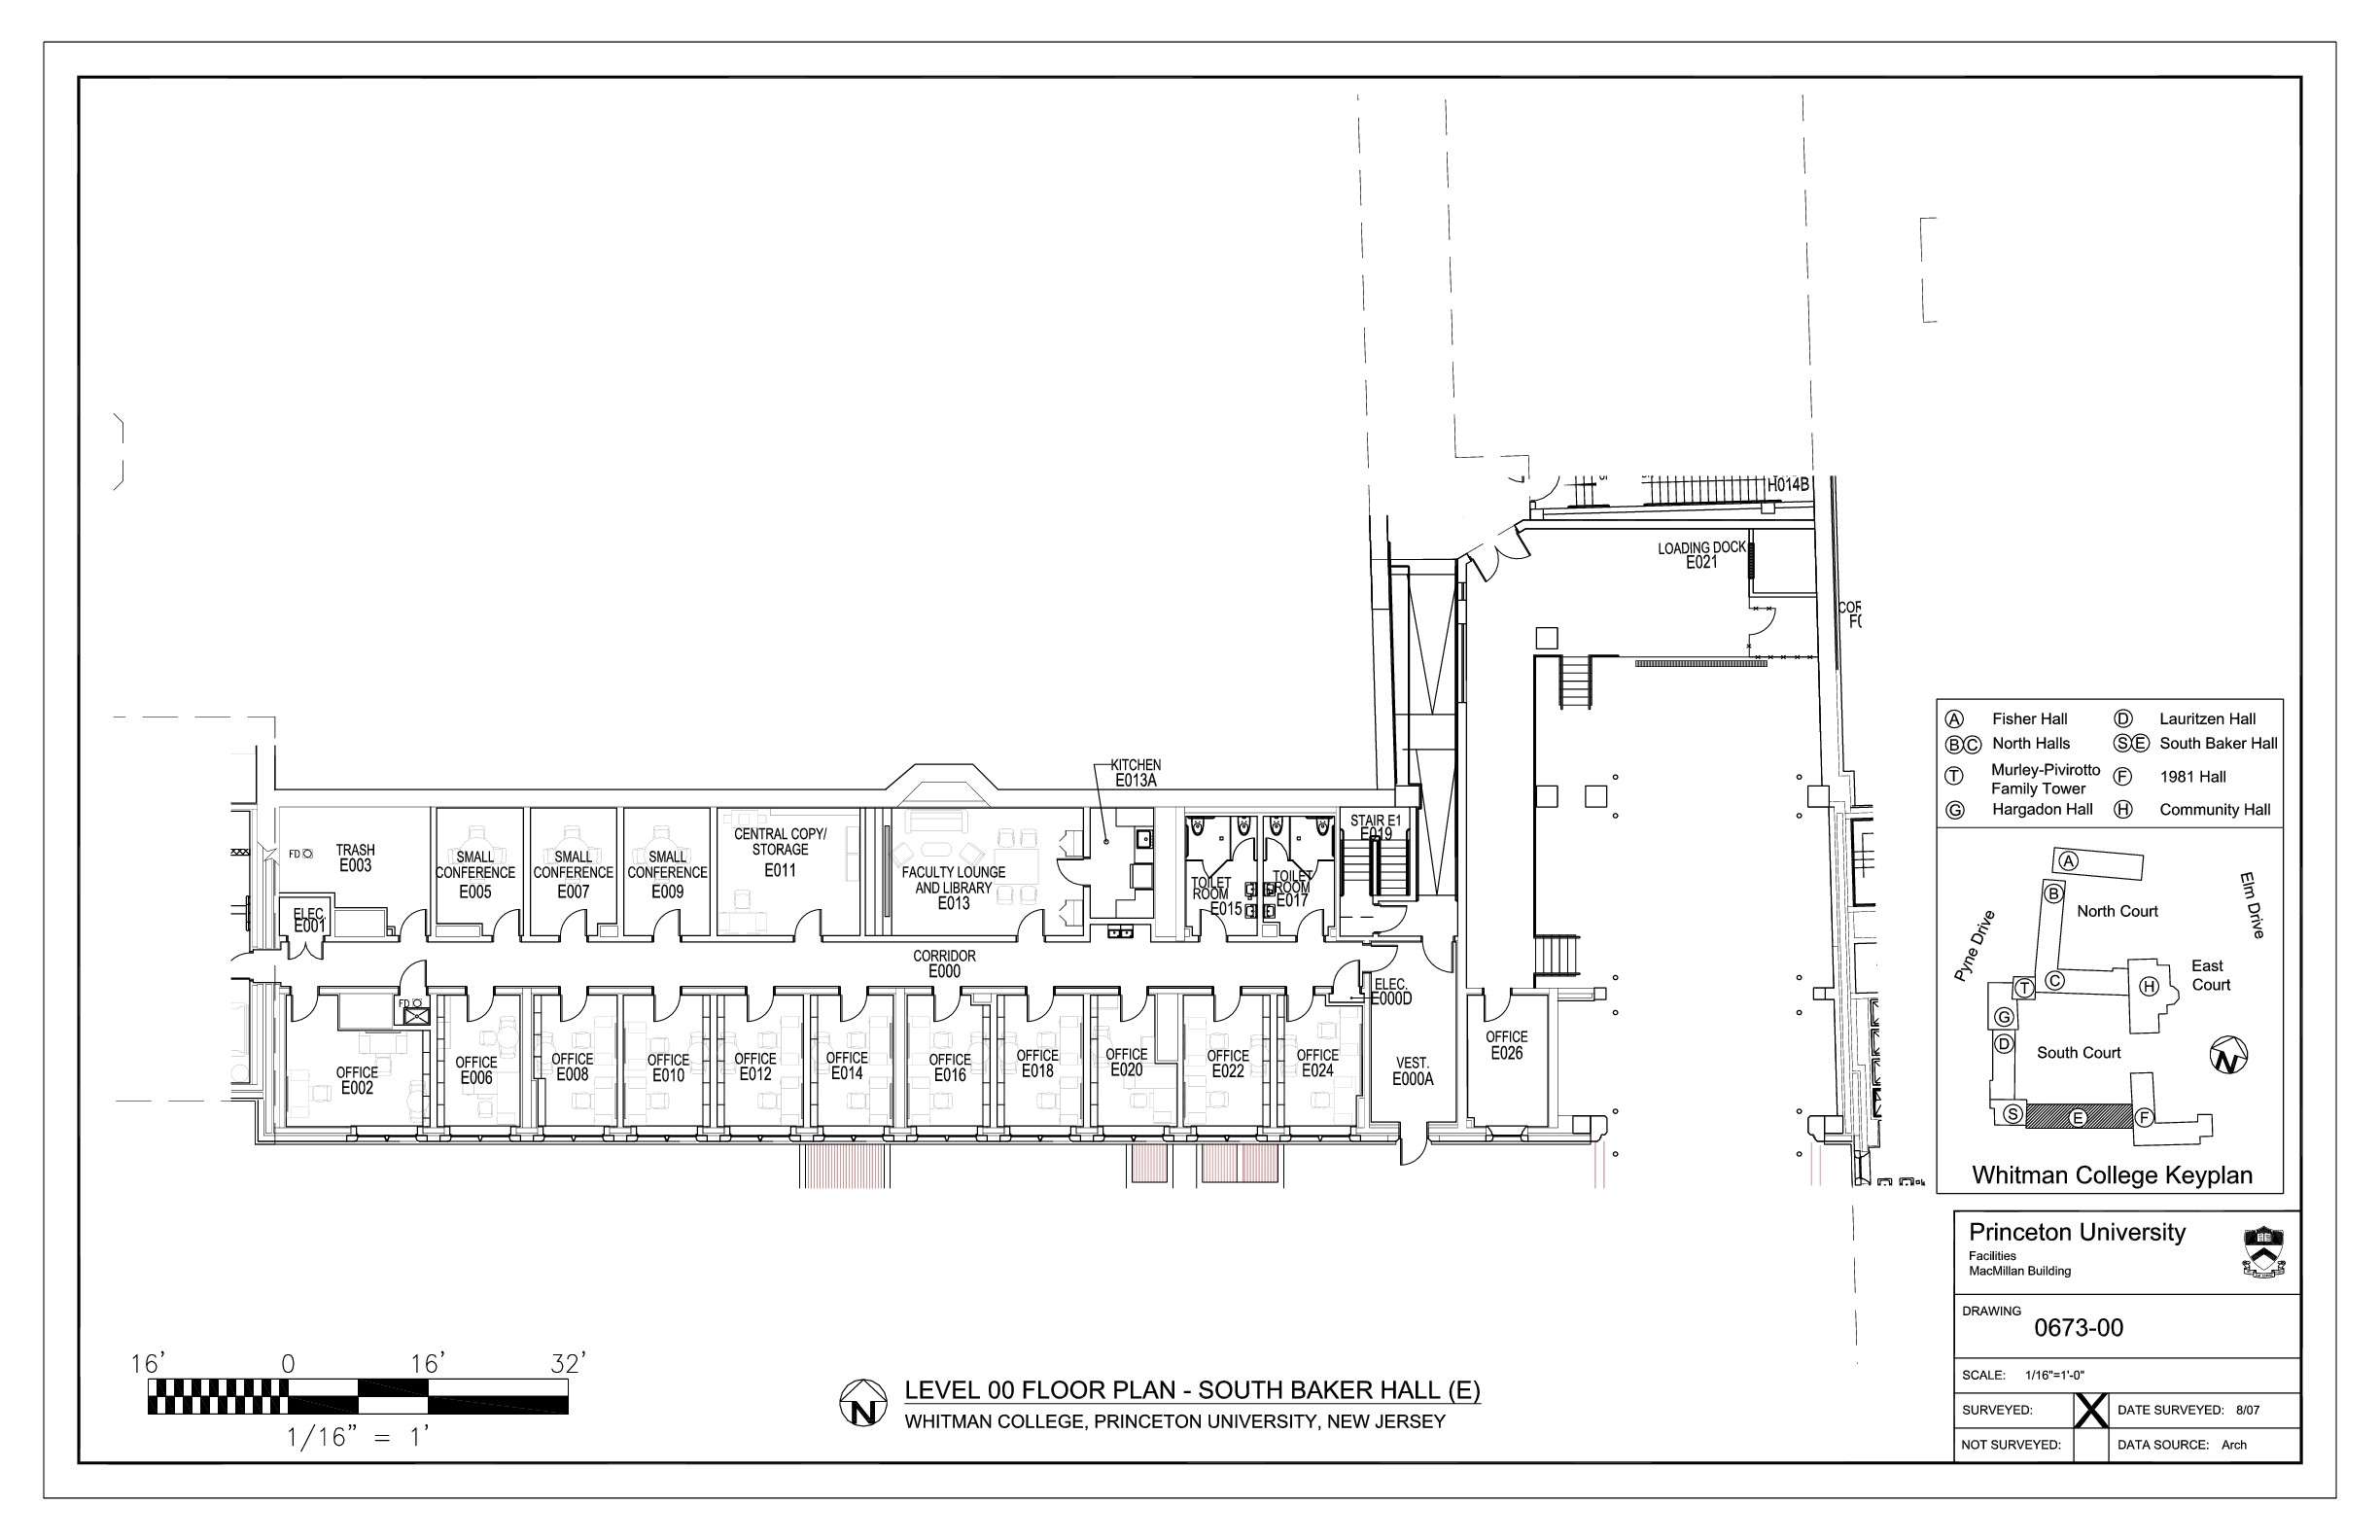 H014B
LOADING DOCK
E021
KITCHEN
E013A
STAIR E1
E019
FD
TRASH
E003
ELEC.
E001
SMALL
CONFERENCE
E005
SMALL
CONFERENCE
E007
SMALL
CONFERENCE
E009
CENTRAL COPY/
STORAGE
E011
FACULTY LOUNGE
AND LIBRARY
E013
TOILET
ROOM
E015
TOILET
ROOM
E017
CORRIDOR
E000
ELEC.
E000D
FD
OFFICE
E002
OFFICE
E006
OFFICE
E008
OFFICE
E010
OFFICE
E012
OFFICE
E014
OFFICE
E016
OFFICE
E018
OFFICE
E020
OFFICE
E022
OFFICE
E024
VEST.
E000A
OFFICE
E026
A Fisher Hall
D Lauritzen Hall
B C North Halls
S E South Baker Hall
T Murley-Pivirotto
Family Tower
F 1981 Hall
G Hargadon Hall
H Community Hall
A
B
North Court
Elm Drive
Pyne Drive
C
T
H
East
Court
G
D
South Court
N
S
E
F
Whitman College Keyplan
Princeton University
Facilities
MacMillan Building
DRAWING
0673-00
SCALE: 1/16"=1'-0"
SURVEYED: X
DATE SURVEYED: 8/07
NOT SURVEYED:
DATA SOURCE: Arch
16' 0 16' 32'
1/16" = 1'
N
LEVEL 00 FLOOR PLAN - SOUTH BAKER HALL (E)
WHITMAN COLLEGE, PRINCETON UNIVERSITY, NEW JERSEY